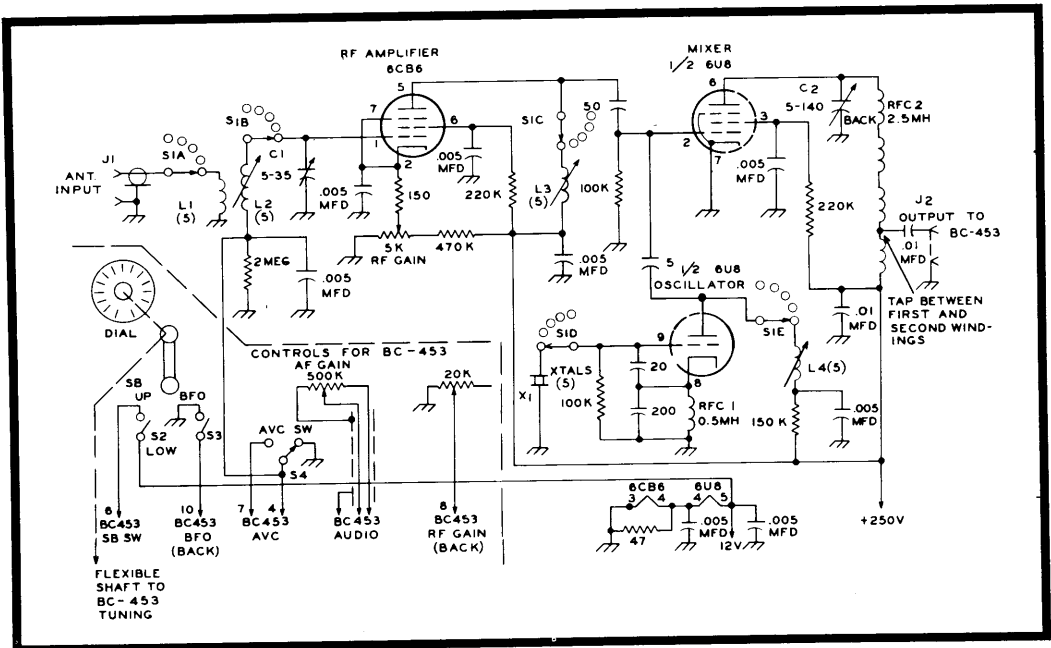 RF AMPLIFIER
6CB6
MIXER
1/2 6U8
5
6
7
6
1
2
2
3
7
C2
5-140
BACK
RFC 2
2.5MH
S1B
C1
5-35
S1C
50
S1A
J1
ANT.
INPUT
L1
(5)
L2
(5)
.005
MFD
150
.005
MFD
220K
L3
(5)
100K
.005
MFD
220K
J2
OUTPUT TO
BC-453
.01
MFD
2MEG
.005
MFD
5K
RF GAIN
470K
.005
MFD
5
1/2 6U8
OSCILLATOR
S1E
.01
MFD
TAP BETWEEN
FIRST AND
SECOND WIND-
INGS
DIAL
CONTROLS FOR BC-453
AF GAIN
500K
20K
S1D
9
8
XTALS
(5)
X1
100K
20
200
RFC 1
0.5MH
L4(5)
150K
.005
MFD
SB
UP
BFO
S2
LOW
S3
AVC SW
S4
6
BC453
SB SW
10
BC453
BFO
(BACK)
7
4
BC453
AVC
BC453
AUDIO
8
BC453
RF GAIN
(BACK)
6CB6
3 4
6U8
4 5
47
.005
MFD
12V
.005
MFD
+250V
FLEXIBLE
SHAFT TO
BC-453
TUNING